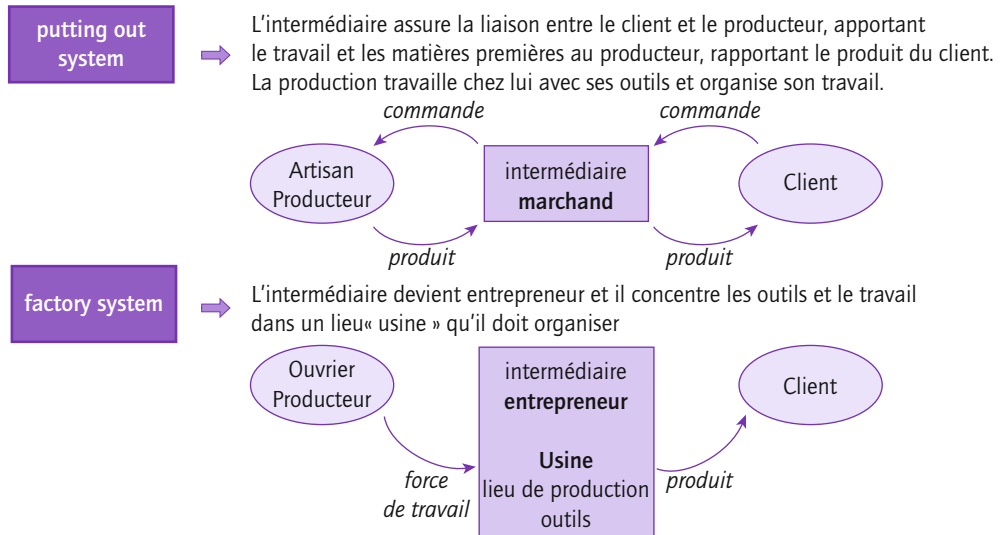 putting out
system
L'intermédiaire assure la liaison entre le client et le producteur, apportant
le travail et les matières premières au producteur, rapportant le produit du client.
La production travaille chez lui avec ses outils et organise son travail.
commande
commande
Artisan
Producteur
intermédiaire
marchand
Client
produit
produit
factory system
L'intermédiaire devient entrepreneur et il concentre les outils et le travail
dans un lieu« usine » qu'il doit organiser
Ouvrier
Producteur
intermédiaire
entrepreneur
Client
Usine
lieu de production
outils
force
de travail
produit